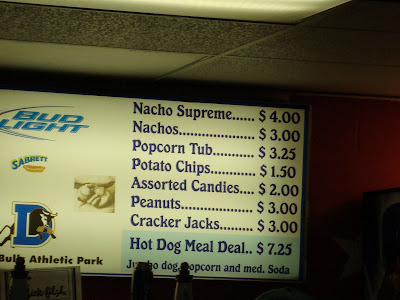 BUD
LIGHT
SABRETT
D
Bulls Athletic Park
Nacho Supreme...... $ 4.00
Nachos................ $ 3.00
Popcorn Tub......... $ 3.25
Potato Chips.......... $ 1.50
Assorted Candies.... $ 2.00
Peanuts................ $ 3.00
Cracker Jacks........ $ 3.00
Hot Dog Meal Deal.. $ 7.25
Jumbo dog, popcorn and med. Soda